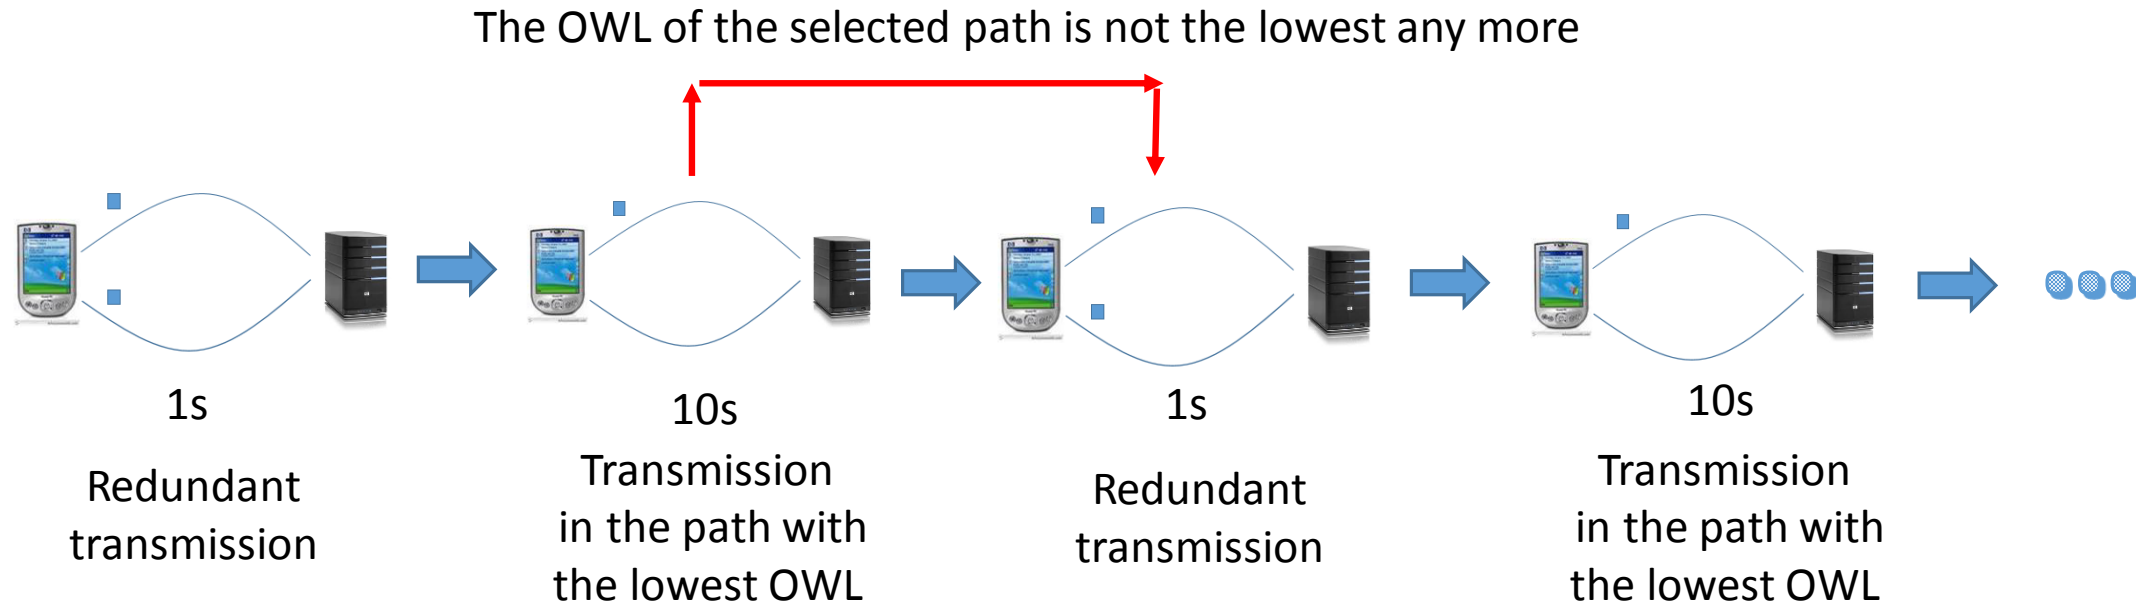 The OWL of the selected path is not the lowest any more
1s
Redundant
transmission
10s
Transmission
in the path with
the lowest OWL
1s
Redundant
transmission
10s
Transmission
in the path with
the lowest OWL